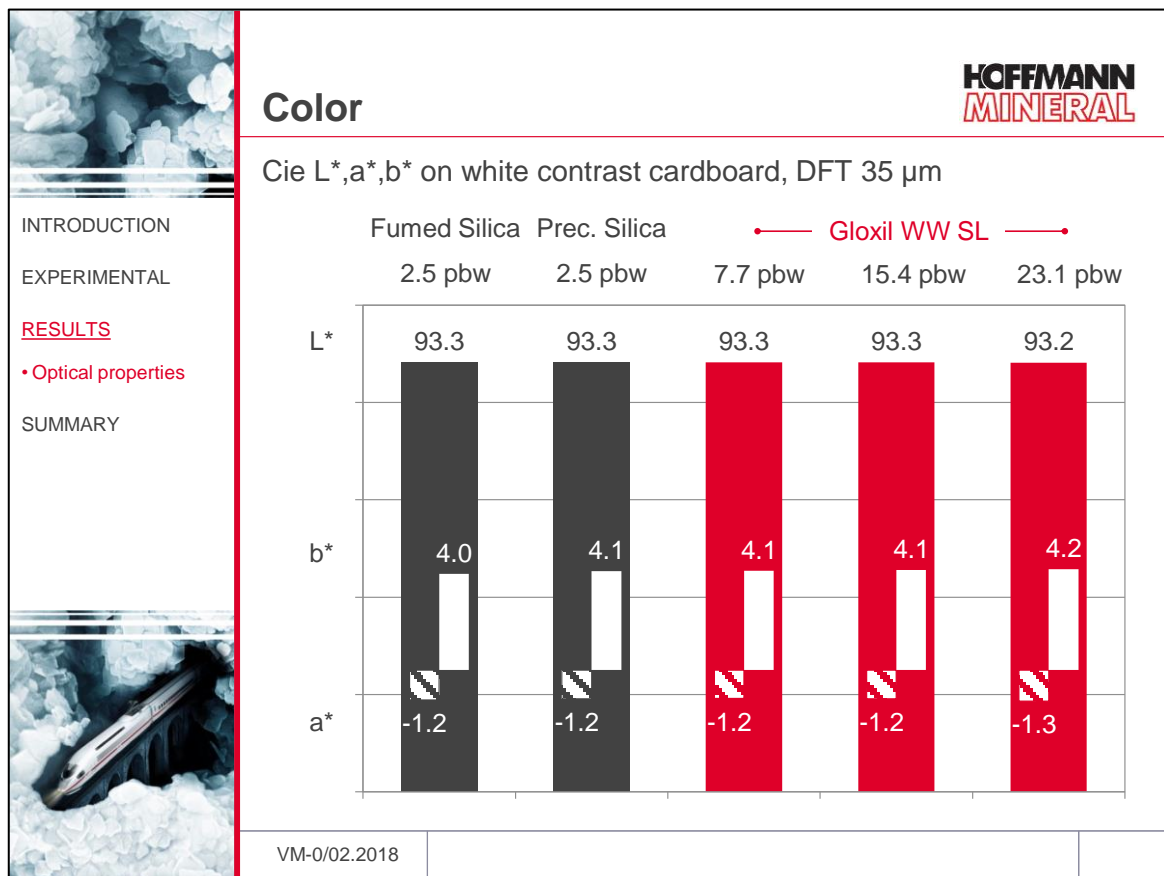 HOFFMANN
MINERAL
Color
Cie L*,a*,b* on white contrast cardboard, DFT 35 µm
INTRODUCTION
EXPERIMENTAL
RESULTS
• Optical properties
SUMMARY
Fumed Silica Prec. Silica Gloxil WW SL
2.5 pbw 2.5 pbw 7.7 pbw 15.4 pbw 23.1 pbw
L* 93.3 93.3 93.3 93.3 93.2
b* 4.0 4.1 4.1 4.1 4.2
a* -1.2 -1.2 -1.2 -1.2 -1.3
VM-0/02.2018